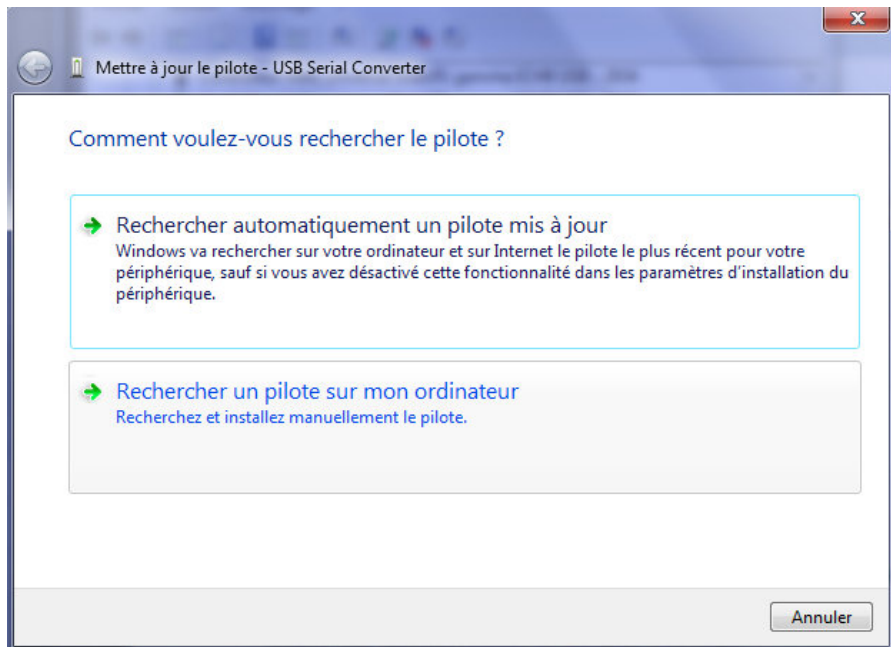 Mettre à jour le pilote - USB Serial Converter
Comment voulez-vous rechercher le pilote ?
Rechercher automatiquement un pilote mis à jour
Windows va rechercher sur votre ordinateur et sur Internet le pilote le plus récent pour votre
périphérique, sauf si vous avez désactivé cette fonctionnalité dans les paramètres d'installation du
périphérique.
Rechercher un pilote sur mon ordinateur
Recherchez et installez manuellement le pilote.
Annuler